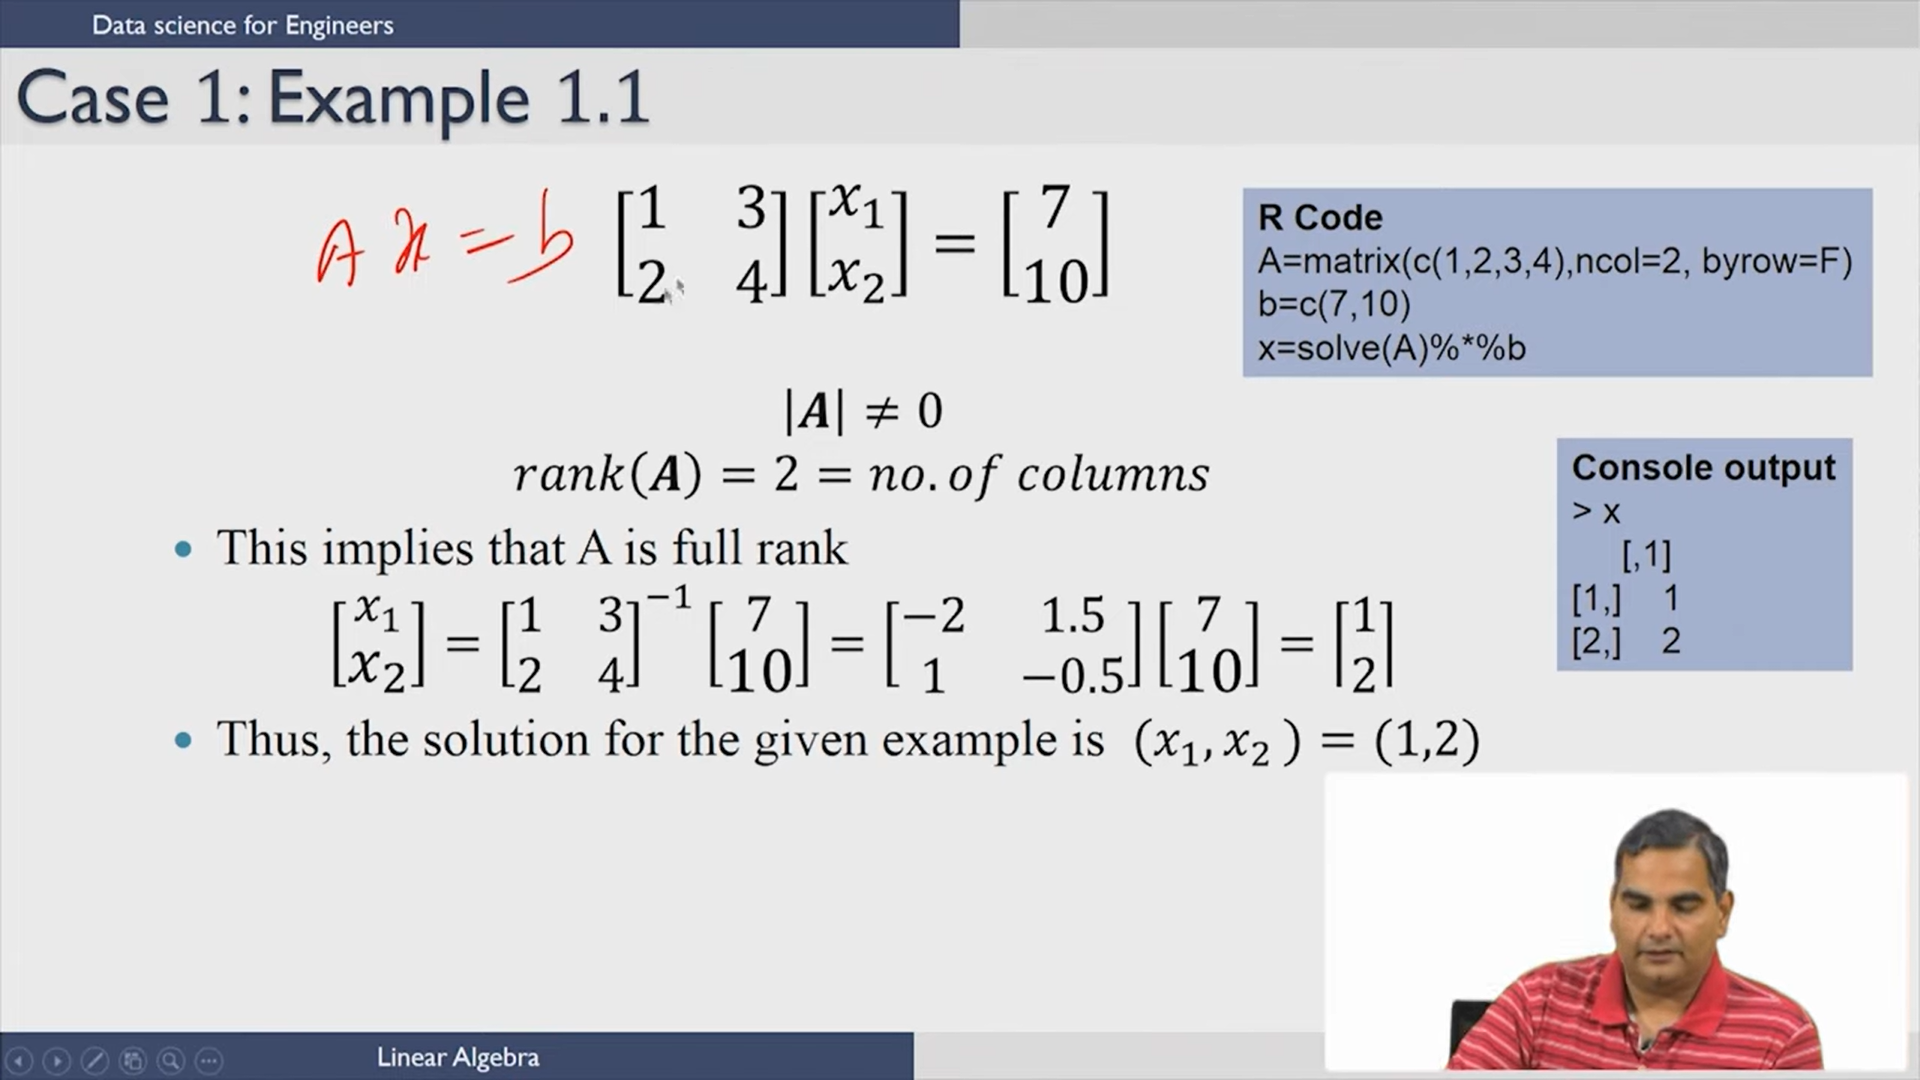 Data science for Engineers
Case 1: Example 1.1
A x = b
[1 3
2 4] [x₁
x₂] = [7
10]
R Code
A=matrix(c(1,2,3,4),ncol=2, byrow=F)
b=c(7,10)
x=solve(A)%*%b
|A| ≠ 0
rank(A) = 2 = no. of columns
Console output
> x
[,1]
[1,] 1
[2,] 2
• This implies that A is full rank
[x₁
x₂] = [1 3
2 4]⁻¹ [7
10] = [−2 1.5
1 −0.5] [7
10] = [1
2]
• Thus, the solution for the given example is (x₁, x₂ ) = (1,2)
Linear Algebra